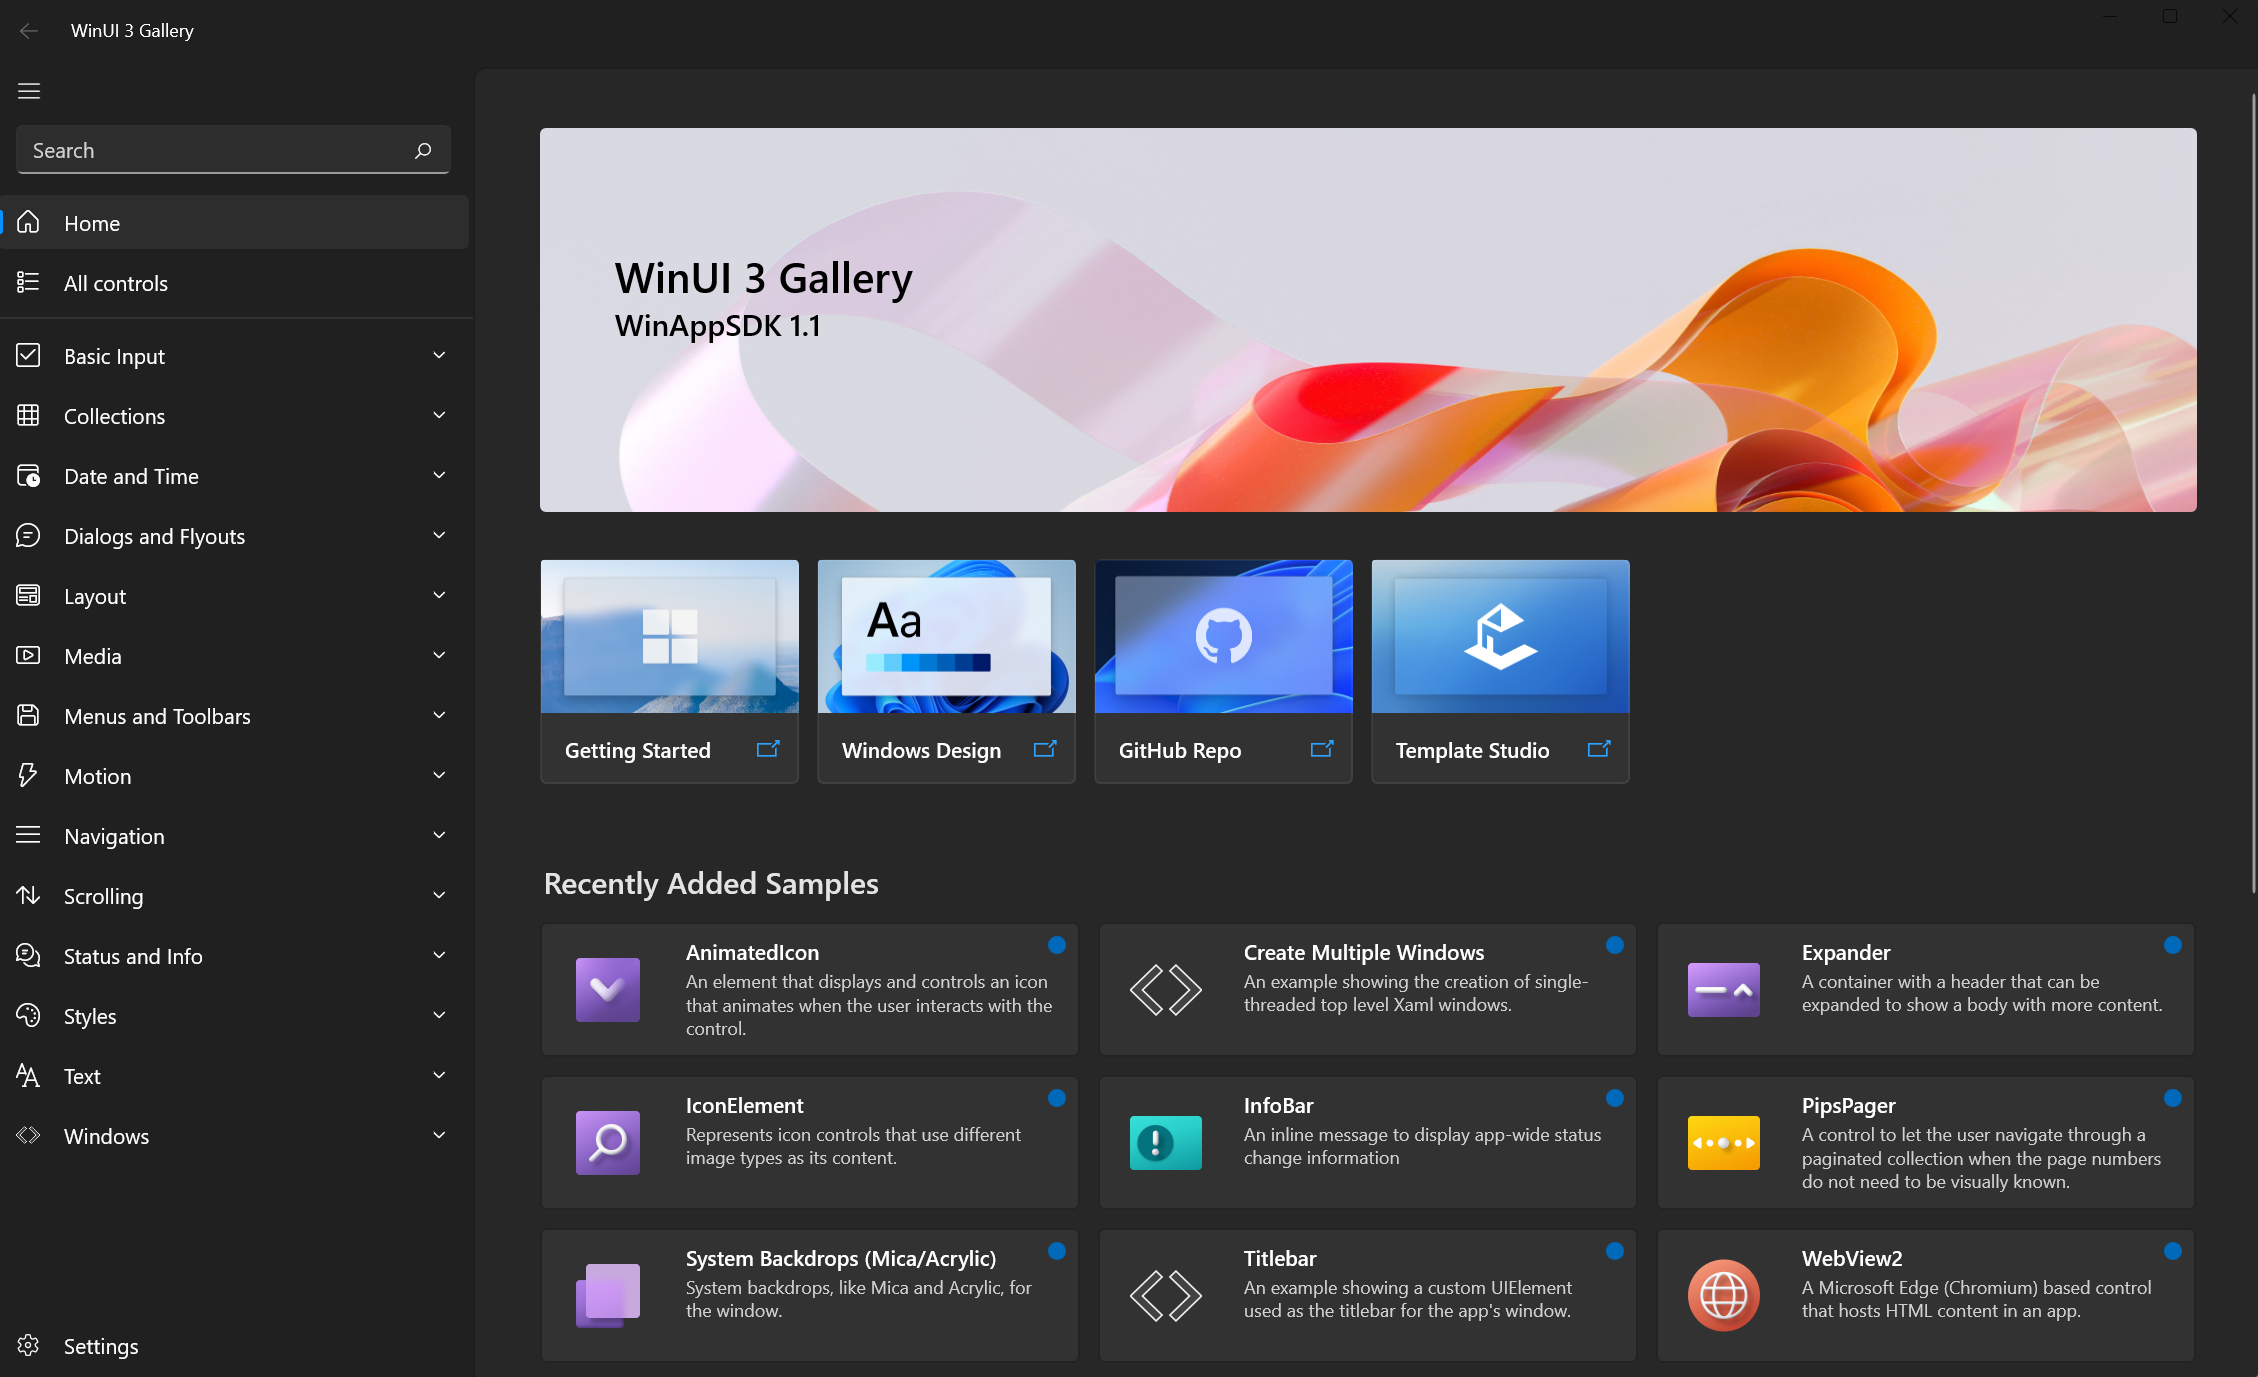 WinUI 3 Gallery
Search
Home
All controls
Basic Input
Collections
Date and Time
Dialogs and Flyouts
Layout
Media
Menus and Toolbars
Motion
Navigation
Scrolling
Status and Info
Styles
Text
Windows
Settings
WinUI 3 Gallery
WinAppSDK 1.1
Aa
Getting Started
Windows Design
GitHub Repo
Template Studio
Recently Added Samples
AnimatedIcon
An element that displays and controls an icon
that animates when the user interacts with the
control.
Create Multiple Windows
An example showing the creation of single-
threaded top level Xaml windows.
Expander
A container with a header that can be
expanded to show a body with more content.
IconElement
Represents icon controls that use different
image types as its content.
InfoBar
An inline message to display app-wide status
change information
PipsPager
A control to let the user navigate through a
paginated collection when the page numbers
do not need to be visually known.
System Backdrops (Mica/Acrylic)
System backdrops, like Mica and Acrylic, for
the window.
Titlebar
An example showing a custom UIElement
used as the titlebar for the app's window.
WebView2
A Microsoft Edge (Chromium) based control
that hosts HTML content in an app.